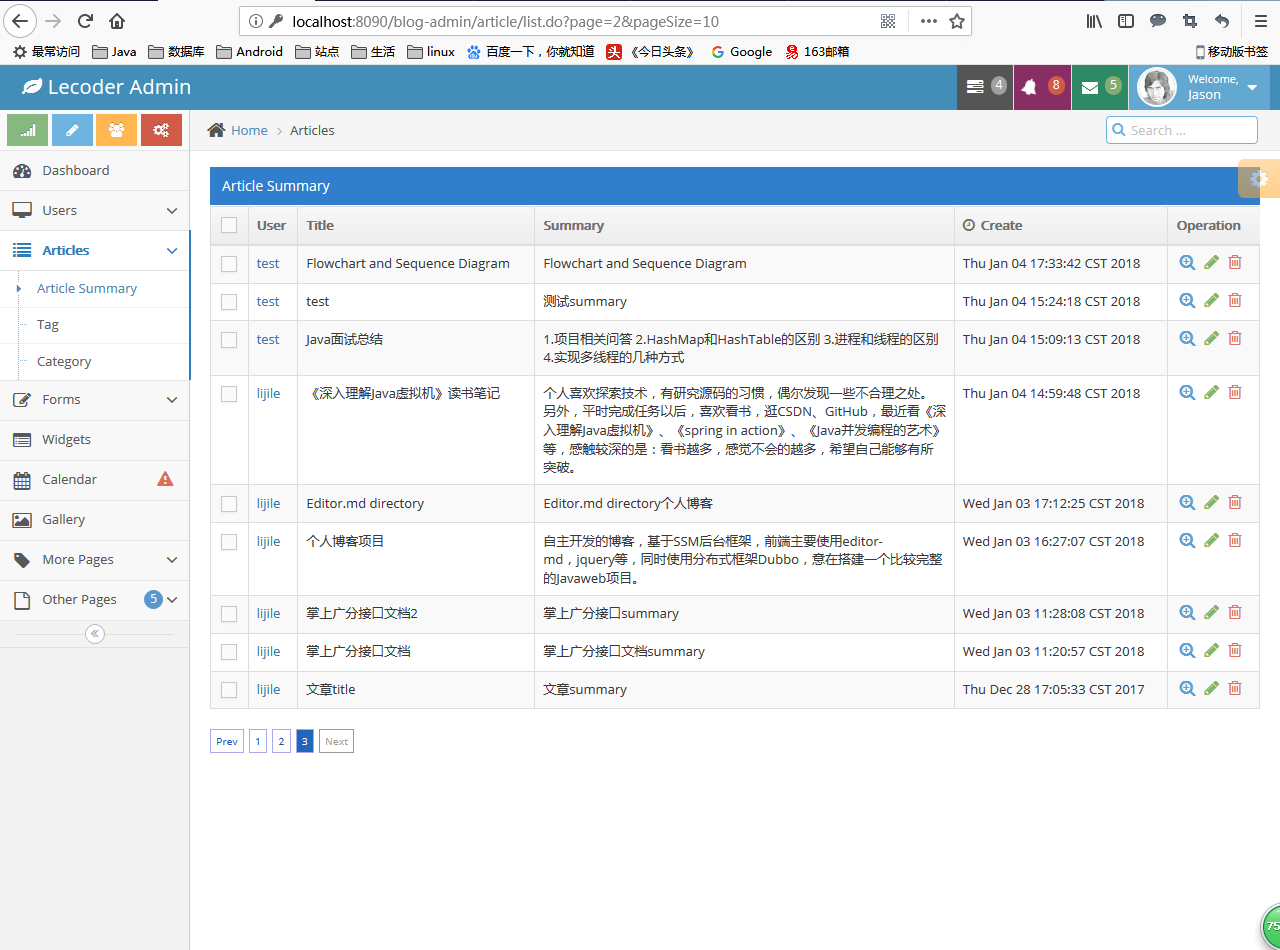 localhost:8090/blog-admin/article/list.do?page=2&pageSize=10
最常访问 Java 数据库 Android 站点 生活 linux 百度一下，你就知道 头 《今日头条》 Google 163邮箱 移动版书签
Lecoder Admin 4 8 5 Welcome,
Jason
Home > Articles Search ...
Dashboard
Users
Articles
Article Summary
Tag
Category
Forms
Widgets
Calendar
Gallery
More Pages
Other Pages 5
Article Summary
User Title Summary Create Operation
test Flowchart and Sequence Diagram Flowchart and Sequence Diagram Thu Jan 04 17:33:42 CST 2018
test test 测试summary Thu Jan 04 15:24:18 CST 2018
test Java面试总结 1.项目相关问答 2.HashMap和HashTable的区别 3.进程和线程的区别 Thu Jan 04 15:09:13 CST 2018
4.实现多线程的几种方式
lijile 《深入理解Java虚拟机》读书笔记 个人喜欢探索技术，有研究源码的习惯，偶尔发现一些不合理之处。 Thu Jan 04 14:59:48 CST 2018
另外，平时完成任务以后，喜欢看书，逛CSDN、GitHub，最近看《深
入理解Java虚拟机》、《spring in action》、《Java并发编程的艺术》
等，感触较深的是：看书越多，感觉不会的越多，希望自己能够有所
突破。
lijile Editor.md directory Editor.md directory个人博客 Wed Jan 03 17:12:25 CST 2018
lijile 个人博客项目 自主开发的博客，基于SSM后台框架，前端主要使用editor- Wed Jan 03 16:27:07 CST 2018
md，jquery等，同时使用分布式框架Dubbo，意在搭建一个比较完整
的Javaweb项目。
lijile 掌上广分接口文档2 掌上广分接口summary Wed Jan 03 11:28:08 CST 2018
lijile 掌上广分接口文档 掌上广分接口文档summary Wed Jan 03 11:20:57 CST 2018
lijile 文章title 文章summary Thu Dec 28 17:05:33 CST 2017
Prev 1 2 3 Next
75